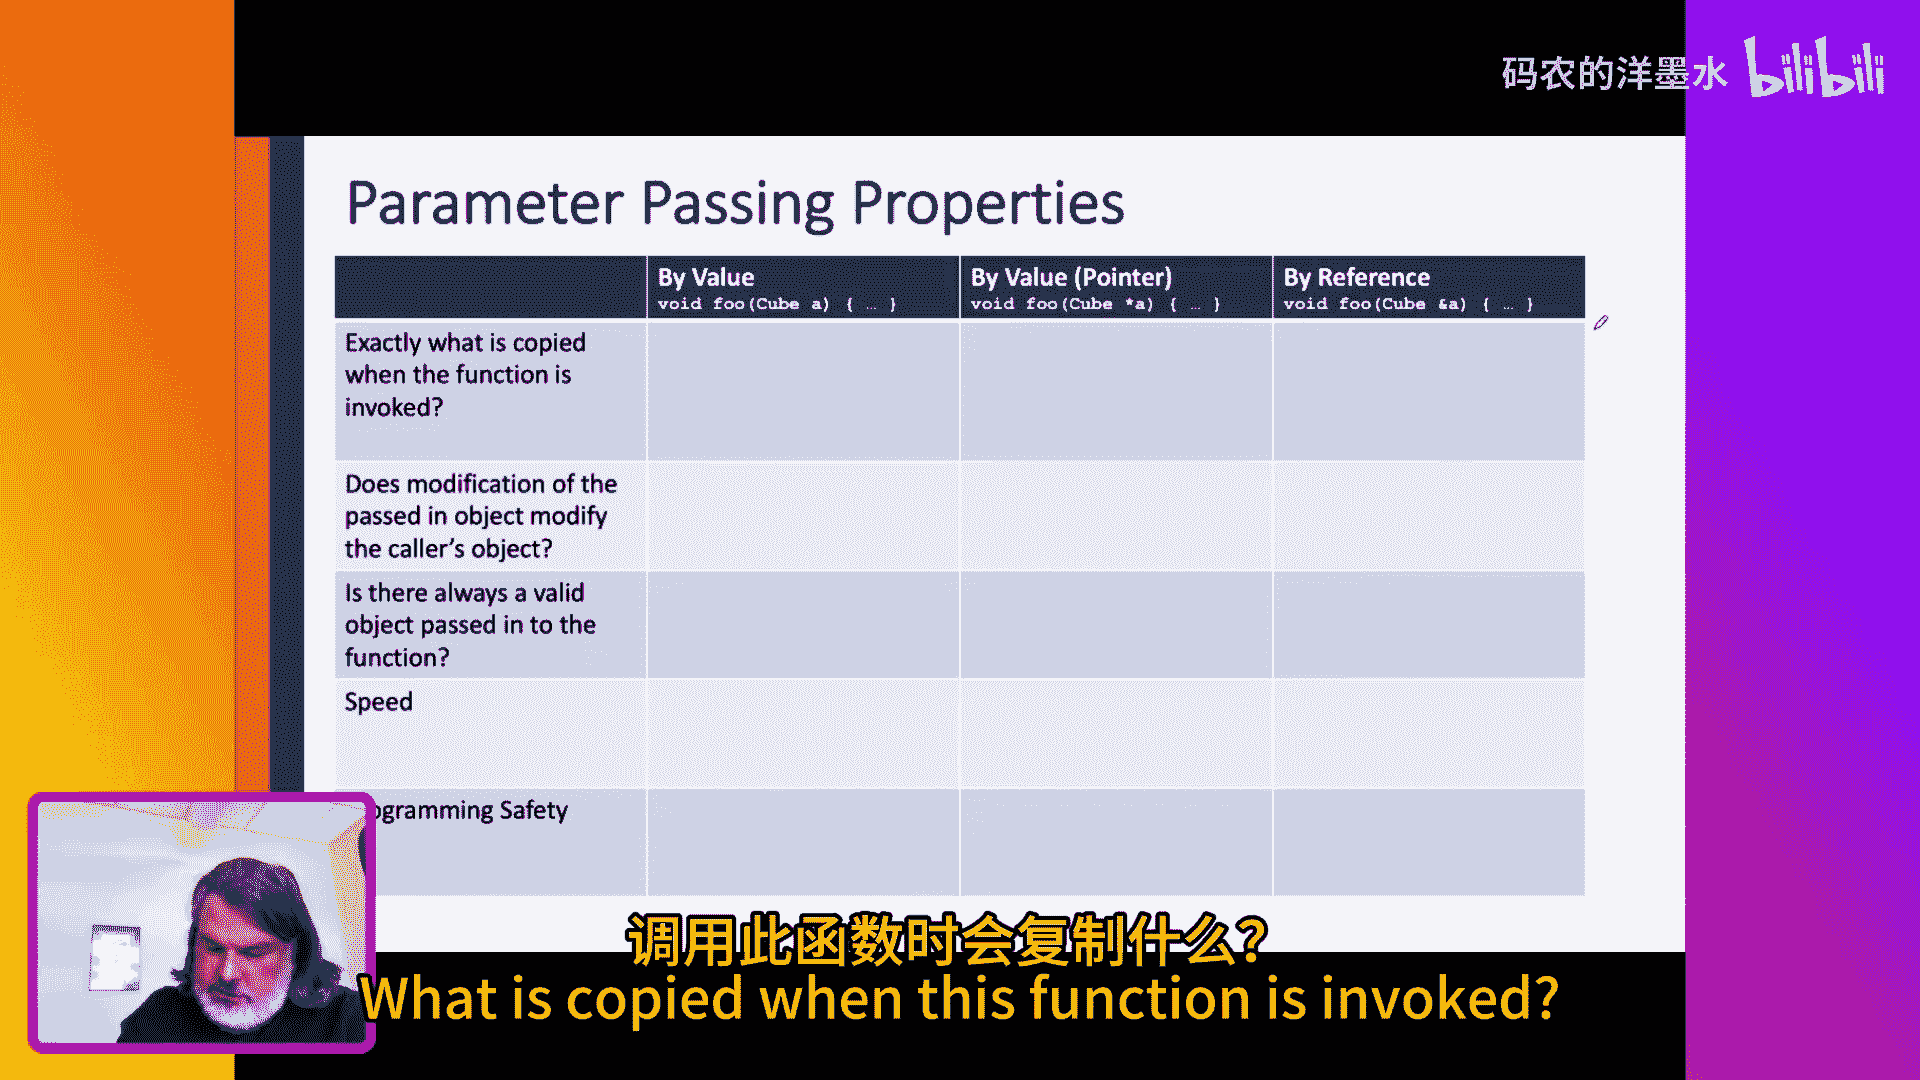 码农的洋墨水 bilibili
Parameter Passing Properties
By Value
void foo(Cube a) { … }
By Value (Pointer)
void foo(Cube *a) { … }
By Reference
void foo(Cube &a) { … }
Exactly what is copied
when the function is
invoked?
Does modification of the
passed in object modify
the caller’s object?
Is there always a valid
object passed in to the
function?
Speed
ogramming Safety
调用此函数时会复制什么？
What is copied when this function is invoked?